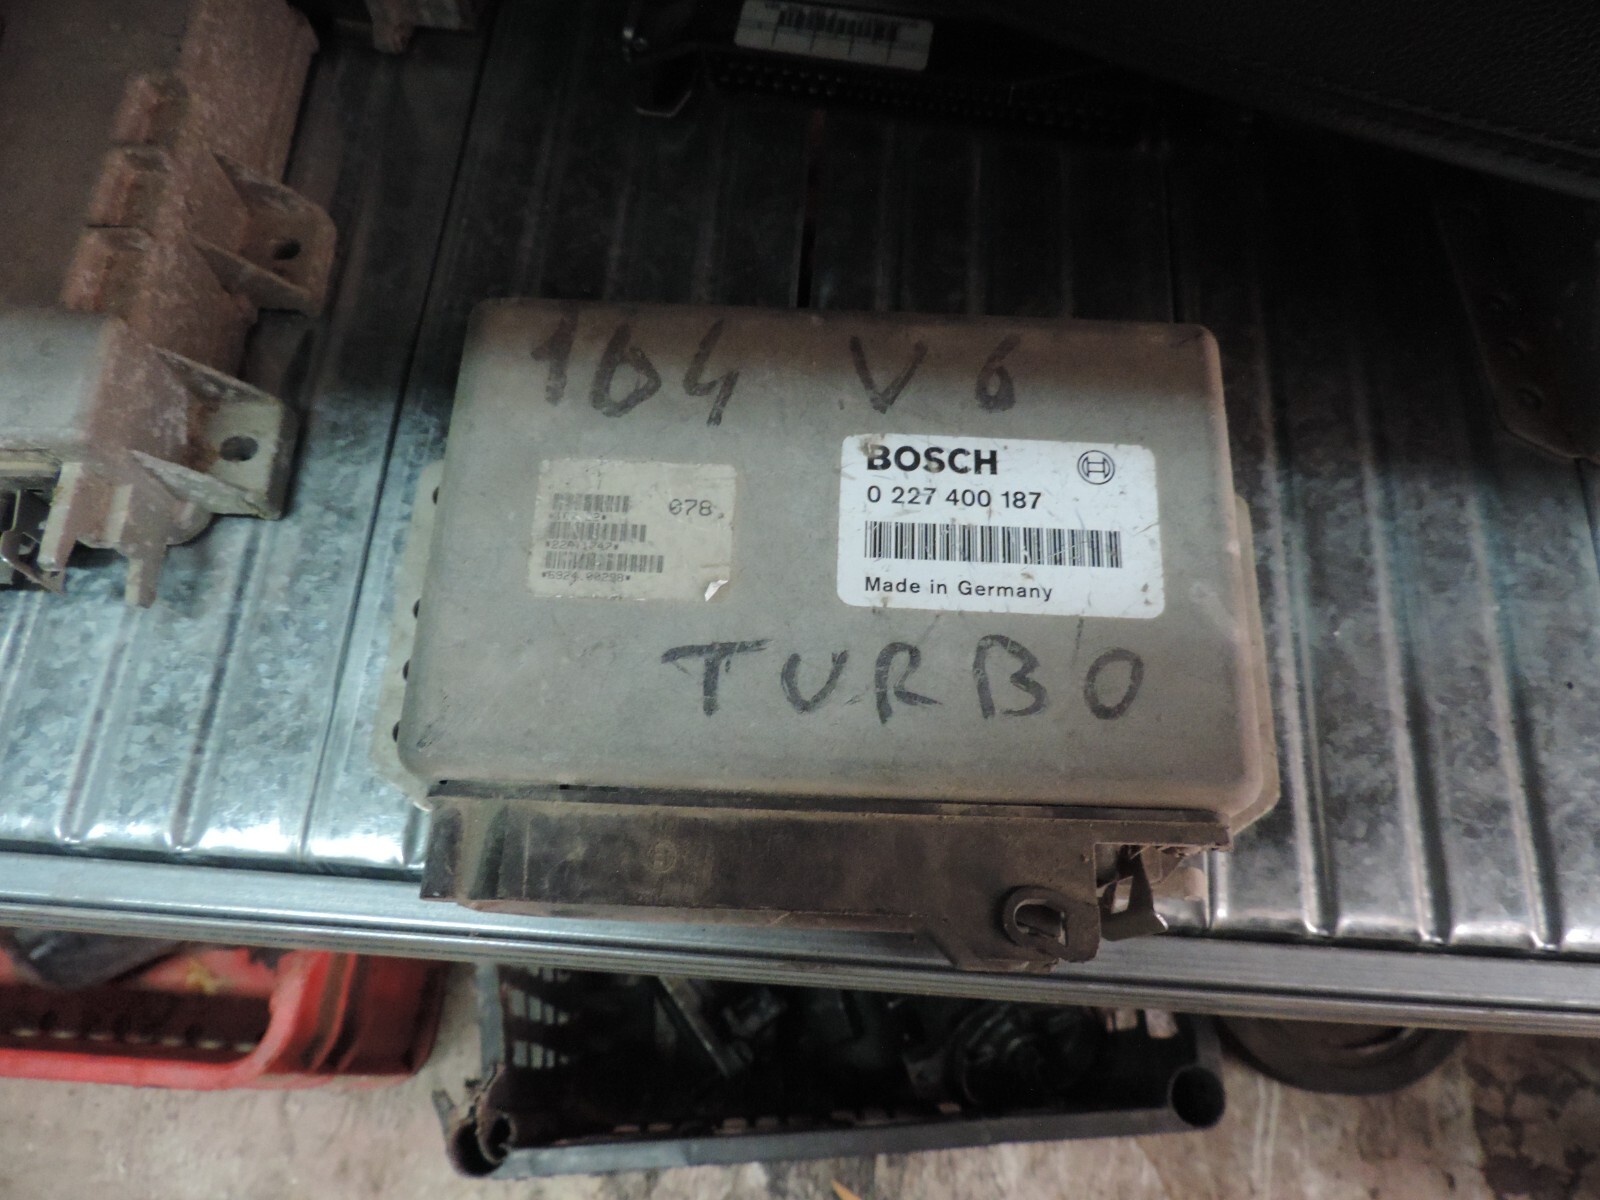 164 V6
BOSCH
0 227 400 187
Made in Germany
078
TURBO